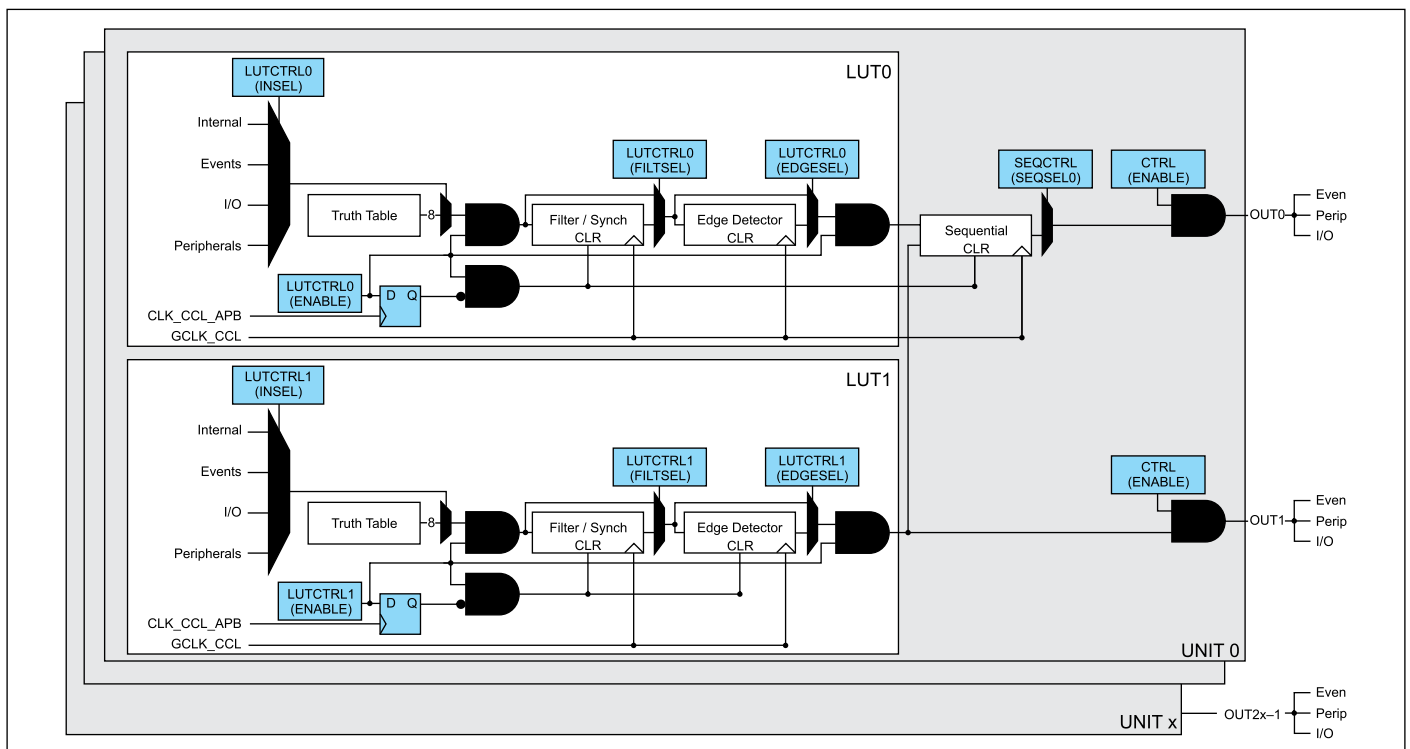 LUT0
LUTCTRL0
(INSEL)
Internal
Events
I/O
Peripherals
Truth Table
8
LUTCTRL0
(FILTSEL)
LUTCTRL0
(EDGESEL)
Filter / Synch
CLR
Edge Detector
CLR
SEQCTRL
(SEQSEL0)
CTRL
(ENABLE)
Sequential
CLR
OUT0
Even
Perip
I/O
LUTCTRL0
(ENABLE)
D Q
CLK_CCL_APB
GCLK_CCL
LUT1
LUTCTRL1
(INSEL)
Internal
Events
I/O
Peripherals
Truth Table
8
LUTCTRL1
(FILTSEL)
LUTCTRL1
(EDGESEL)
Filter / Synch
CLR
Edge Detector
CLR
CTRL
(ENABLE)
OUT1
Even
Perip
I/O
LUTCTRL1
(ENABLE)
D Q
CLK_CCL_APB
GCLK_CCL
UNIT 0
UNIT x
OUT2x–1
Even
Perip
I/O